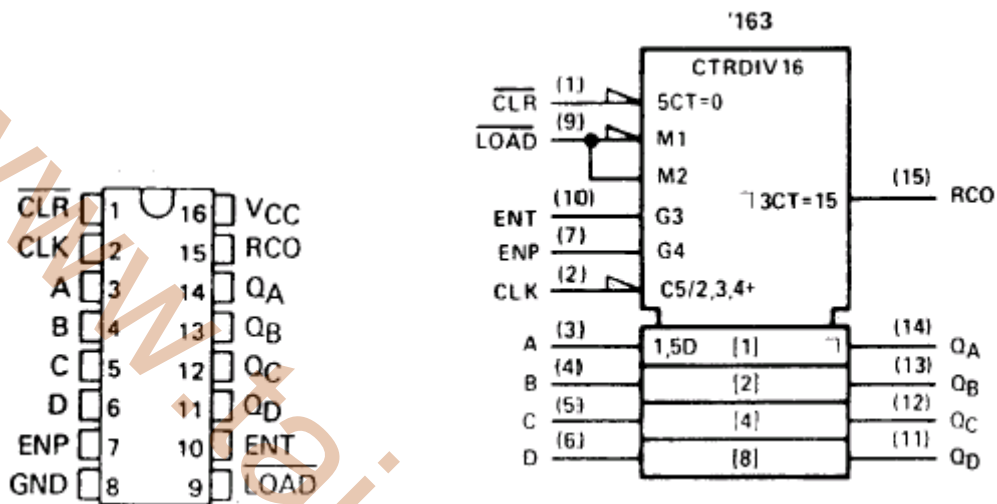 CLR 1 16 VCC
CLK 2 15 RCO
A 3 14 QA
B 4 13 QB
C 5 12 QC
D 6 11 QD
ENP 7 10 ENT
GND 8 9 LOAD
'163
CTRDIV16
CLR (1) 5CT=0
LOAD (9) M1
M2
ENT (10) G3
3CT=15 (15) RCO
ENP (7) G4
CLK (2) C5/2,3,4+
A (3) 1,5D [1] (14) QA
B (4) [2] (13) QB
C (5) [4] (12) QC
D (6) [8] (11) QD
www.tai